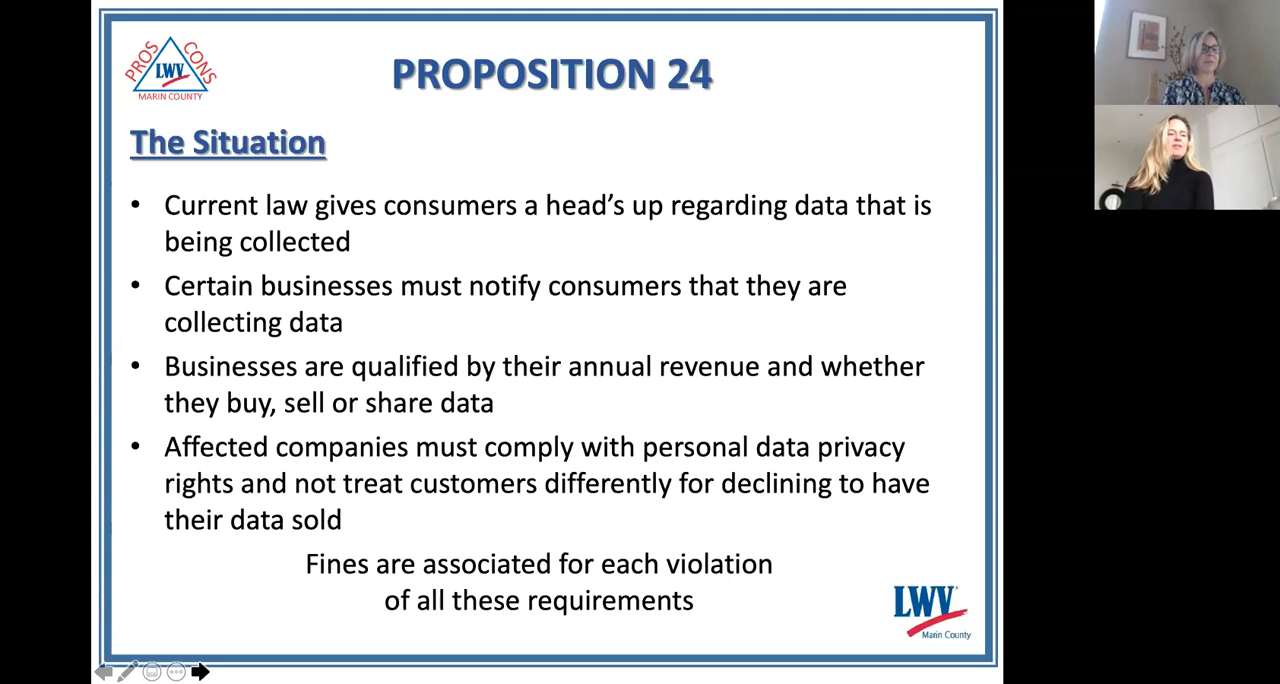 PROS CONS
LWV
MARIN COUNTY
PROPOSITION 24
The Situation
• Current law gives consumers a head’s up regarding data that is
being collected
• Certain businesses must notify consumers that they are
collecting data
• Businesses are qualified by their annual revenue and whether
they buy, sell or share data
• Affected companies must comply with personal data privacy
rights and not treat customers differently for declining to have
their data sold
Fines are associated for each violation
of all these requirements
LWV
Marin County